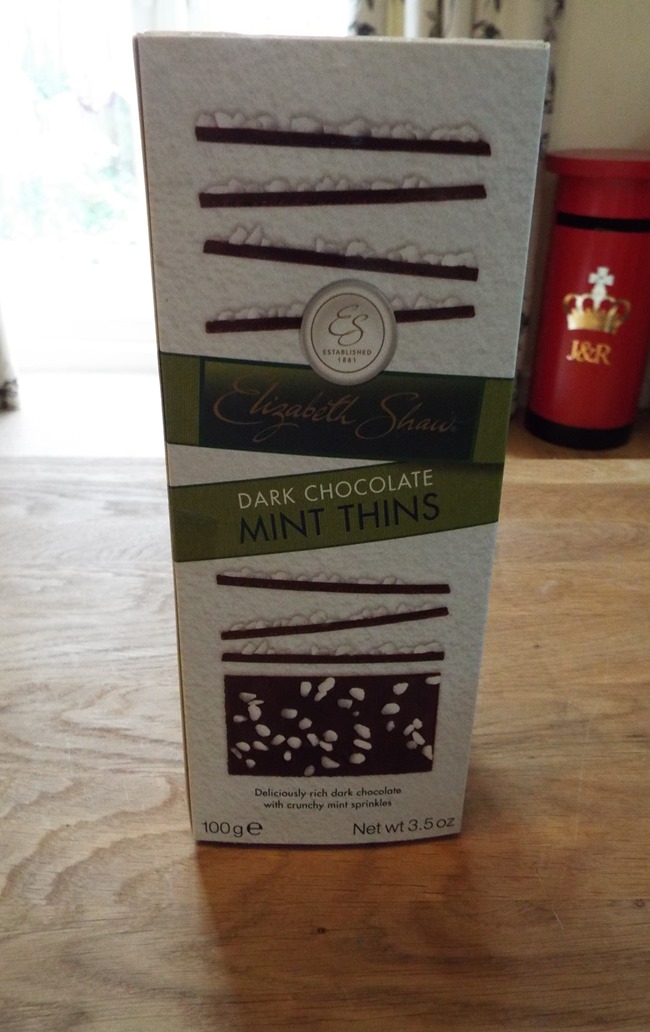 ES
ESTABLISHED
1881
Elizabeth Shaw
DARK CHOCOLATE
MINT THINS
Deliciously rich dark chocolate
with crunchy mint sprinkles
100g e Net wt 3.5 oz
J&R